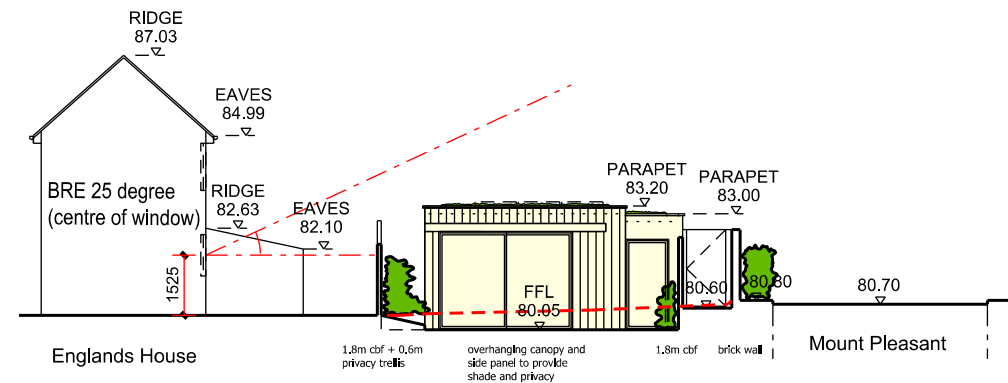 RIDGE
87.03
EAVES
84.99
BRE 25 degree
(centre of window)
RIDGE
82.63
EAVES
82.10
PARAPET
83.20
PARAPET
83.00
1525
FFL
80.05
80.60
80.80
80.70
Englands House
1.8m cbf + 0.6m
privacy trellis
overhanging canopy and
side panel to provide
shade and privacy
1.8m cbf
brick wall
Mount Pleasant